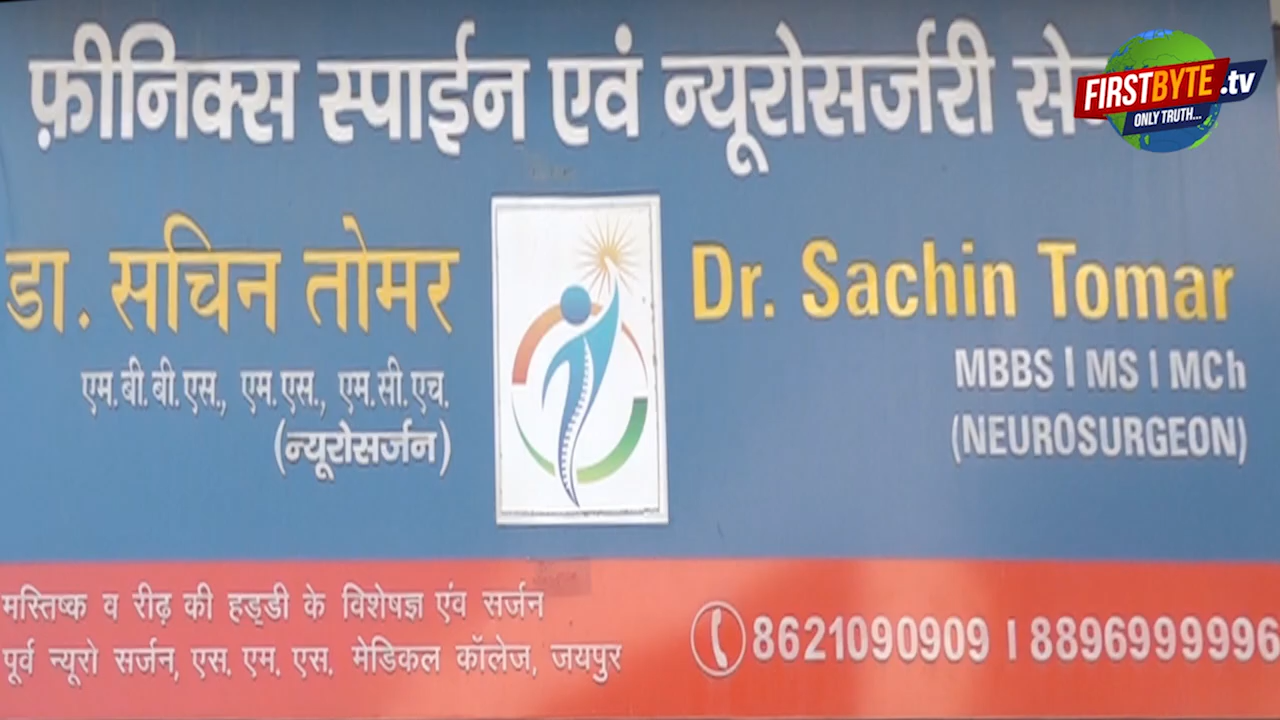 फ़ीनिक्स स्पाईन एवं न्यूरोसर्जरी
FIRSTBYTE.tv
ONLY TRUTH...
डा. सचिन तोमर
एम.बी.बी.एस., एम.एस., एम.सी.एच.
(न्यूरोसर्जन)
Dr. Sachin Tomar
MBBS | MS | MCh
(NEUROSURGEON)
मस्तिष्क व रीढ़ की हड्डी के विशेषज्ञ एंव सर्जन
पूर्व न्यूरो सर्जन, एस. एम. एस. मेडिकल कॉलेज, जयपुर
8621090909 | 8896999996